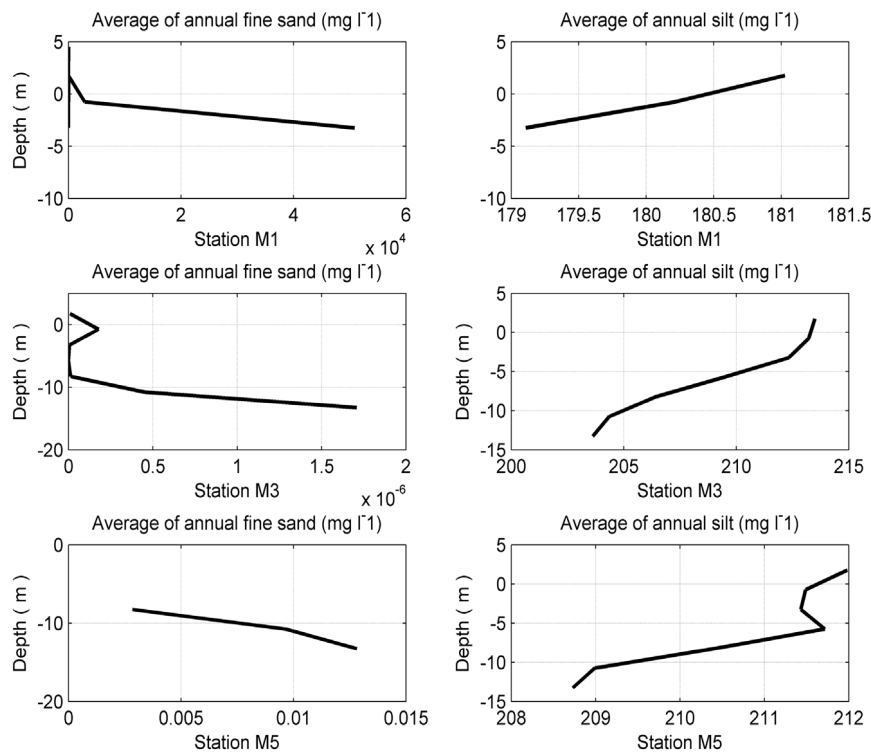 Average of annual fine sand (mg l⁻1)
5
0
-5
-10
Depth ( m )
0
2
4
6
Station M1
x 10⁴
Average of annual silt (mg l⁻1)
5
0
-5
-10
Depth ( m )
179
179.5
180
180.5
181
181.5
Station M1
Average of annual fine sand (mg l⁻1)
0
-10
-20
Depth ( m )
0
0.5
1
1.5
2
Station M3
x 10⁻⁶
Average of annual silt (mg l⁻1)
5
0
-5
-10
-15
Depth ( m )
200
205
210
215
Station M3
Average of annual fine sand (mg l⁻1)
0
-10
-20
Depth ( m )
0
0.005
0.01
0.015
Station M5
Average of annual silt (mg l⁻1)
5
0
-5
-10
-15
Depth ( m )
208
209
210
211
212
Station M5